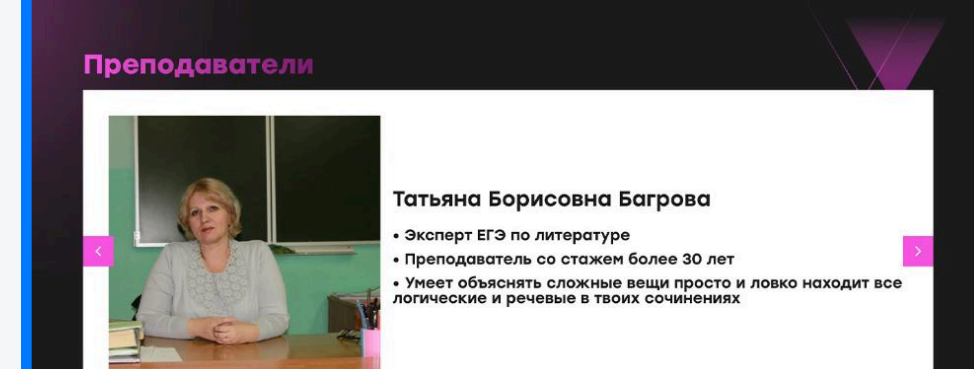 Преподаватели
Татьяна Борисовна Багрова
• Эксперт ЕГЭ по литературе
• Преподаватель со стажем более 30 лет
• Умеет объяснять сложные вещи просто и ловко находит все
логические и речевые в твоих сочинениях